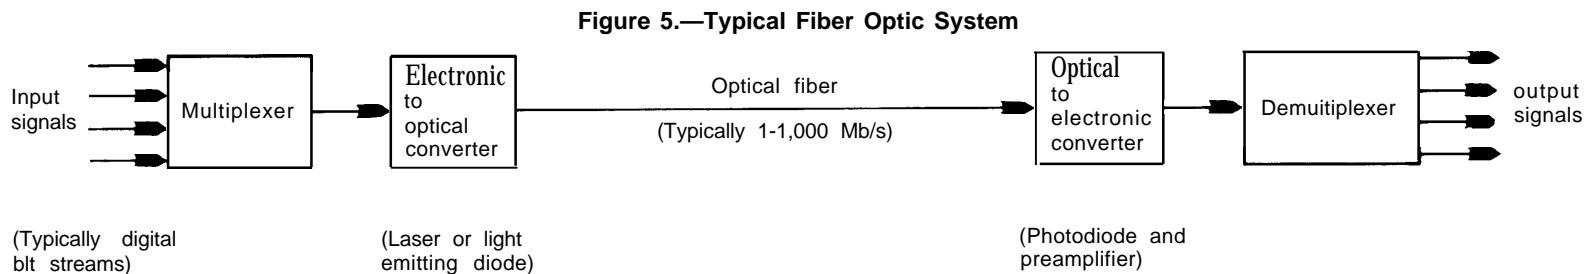 Figure 5.—Typical Fiber Optic System
Input
signals
Multiplexer
Electronic
to
optical
converter
Optical fiber
(Typically 1-1,000 Mb/s)
Optical
to
electronic
converter
Demuitiplexer
output
signals
(Typically digital
blt streams)
(Laser or light
emitting diode)
(Photodiode and
preamplifier)